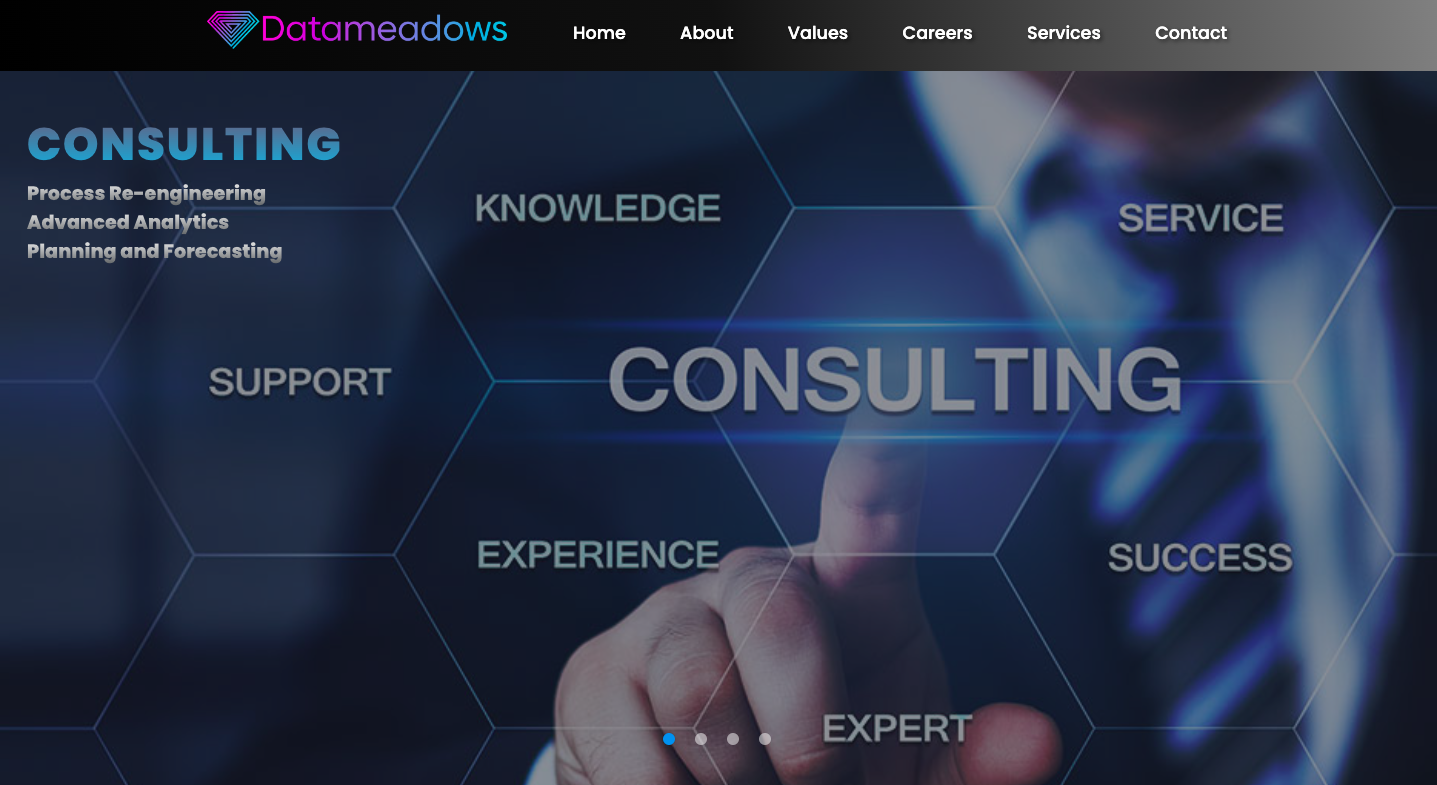 Datameadows Home About Values Careers Services Contact
CONSULTING
Process Re-engineering
Advanced Analytics
Planning and Forecasting
KNOWLEDGE
SERVICE
SUPPORT
CONSULTING
EXPERIENCE
SUCCESS
EXPERT